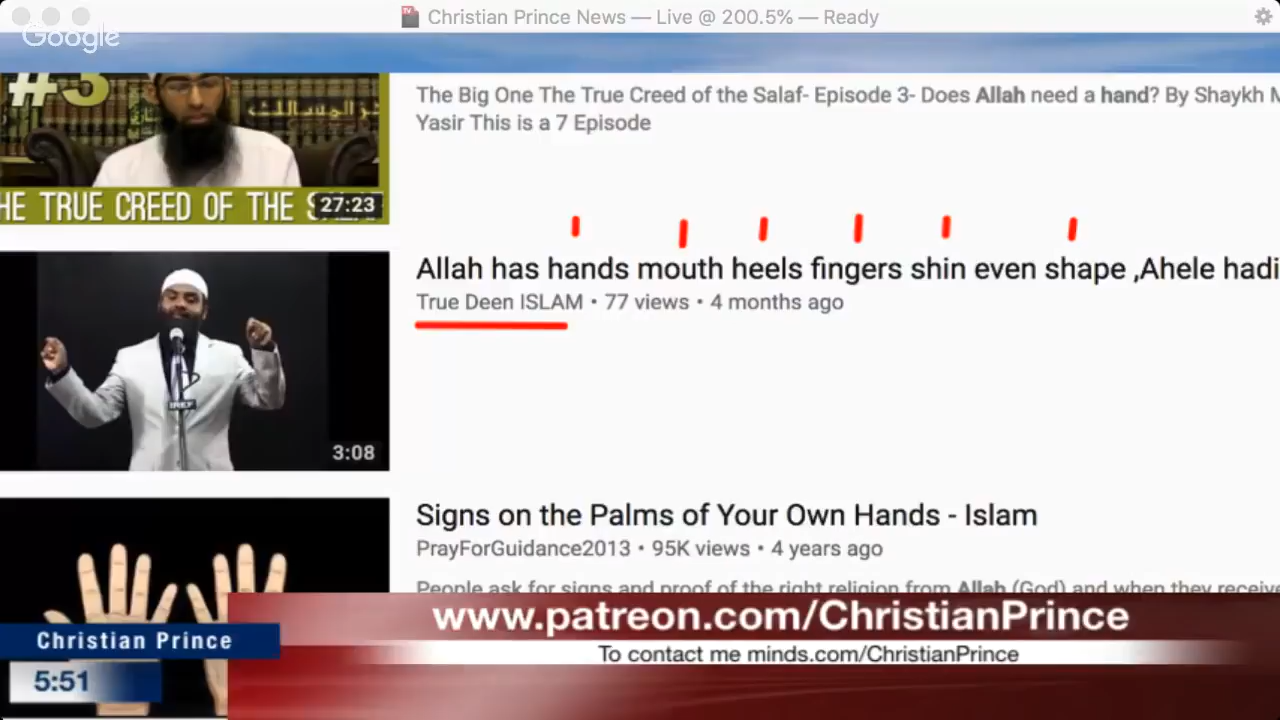 Christian Prince News — Live @ 200.5% — Ready
Google
#3
The Big One The True Creed of the Salaf- Episode 3- Does Allah need a hand? By Shaykh M
Yasir This is a 7 Episode
HE TRUE CREED OF THE
27:23
Allah has hands mouth heels fingers shin even shape ,Ahele hadi
True Deen ISLAM • 77 views • 4 months ago
IREF
3:08
Signs on the Palms of Your Own Hands - Islam
PrayForGuidance2013 • 95K views • 4 years ago
People ask for signs and proof of the right religion from Allah (God) and when they receive
www.patreon.com/ChristianPrince
Christian Prince
To contact me minds.com/ChristianPrince
5:51